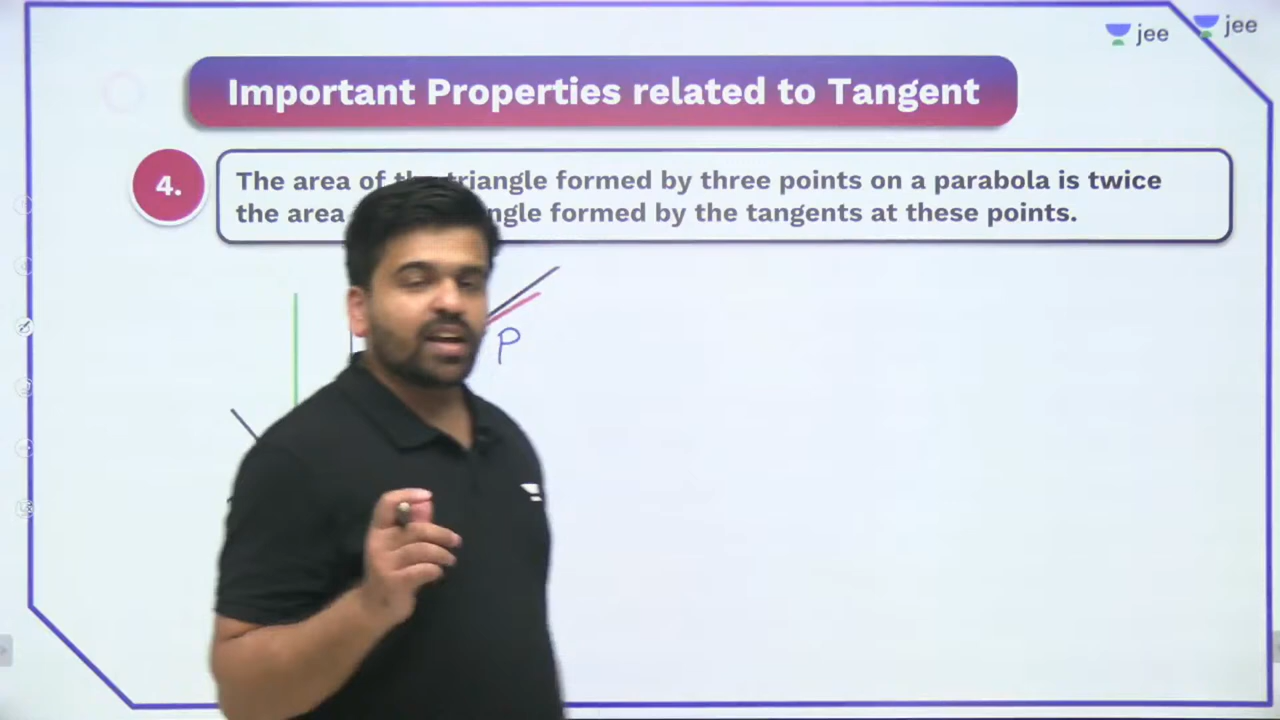 jee
jee
Important Properties related to Tangent
4.
The area of triangle formed by three points on a parabola is twice
the area formed by the tangents at these points.
P